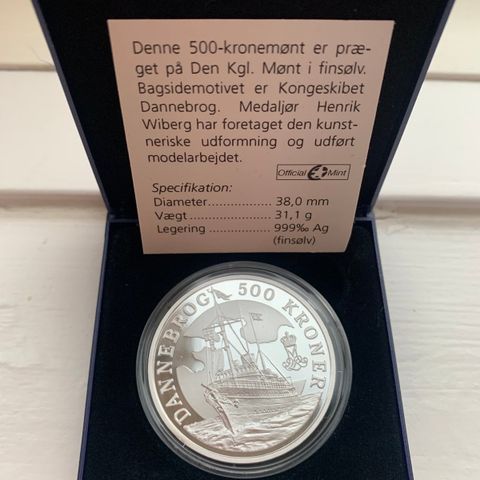 Denne 500-kronemønt er præ-
get på Den Kgl. Mønt i finsølv.
Bagsidemotivet er Kongeskibet
Dannebrog. Medaljør Henrik
Wiberg har foretaget den kunst-
neriske udformning og udført
modelarbejdet.
Official Mint
Specifikation:
Diameter................ 38,0 mm
Vægt..................... 31,1 g
Legering ................ 999‰ Ag
(finsølv)
DANNEBROG 500 KRONER